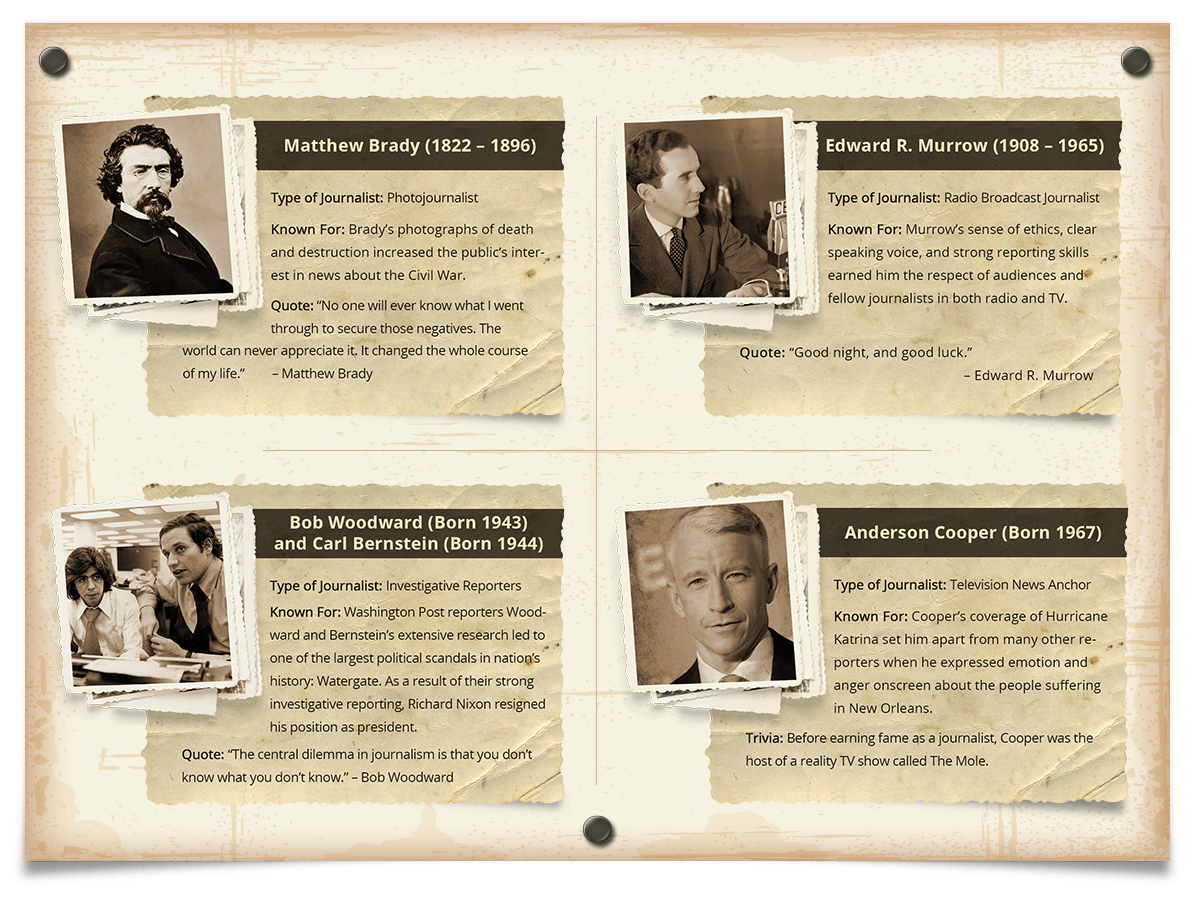 Matthew Brady (1822 – 1896)
Type of Journalist: Photojournalist
Known For: Brady’s photographs of death
and destruction increased the public’s inter-
est in news about the Civil War.
Quote: “No one will ever know what I went
through to secure those negatives. The
world can never appreciate it. It changed the whole course
of my life.” – Matthew Brady
Edward R. Murrow (1908 – 1965)
Type of Journalist: Radio Broadcast Journalist
Known For: Murrow’s sense of ethics, clear
speaking voice, and strong reporting skills
earned him the respect of audiences and
fellow journalists in both radio and TV.
Quote: “Good night, and good luck.”
– Edward R. Murrow
Bob Woodward (Born 1943)
and Carl Bernstein (Born 1944)
Type of Journalist: Investigative Reporters
Known For: Washington Post reporters Wood-
ward and Bernstein’s extensive research led to
one of the largest political scandals in nation’s
history: Watergate. As a result of their strong
investigative reporting, Richard Nixon resigned
his position as president.
Quote: “The central dilemma in journalism is that you don’t
know what you don’t know.” – Bob Woodward
Anderson Cooper (Born 1967)
Type of Journalist: Television News Anchor
Known For: Cooper’s coverage of Hurricane
Katrina set him apart from many other re-
porters when he expressed emotion and
anger onscreen about the people suffering
in New Orleans.
Trivia: Before earning fame as a journalist, Cooper was the
host of a reality TV show called The Mole.